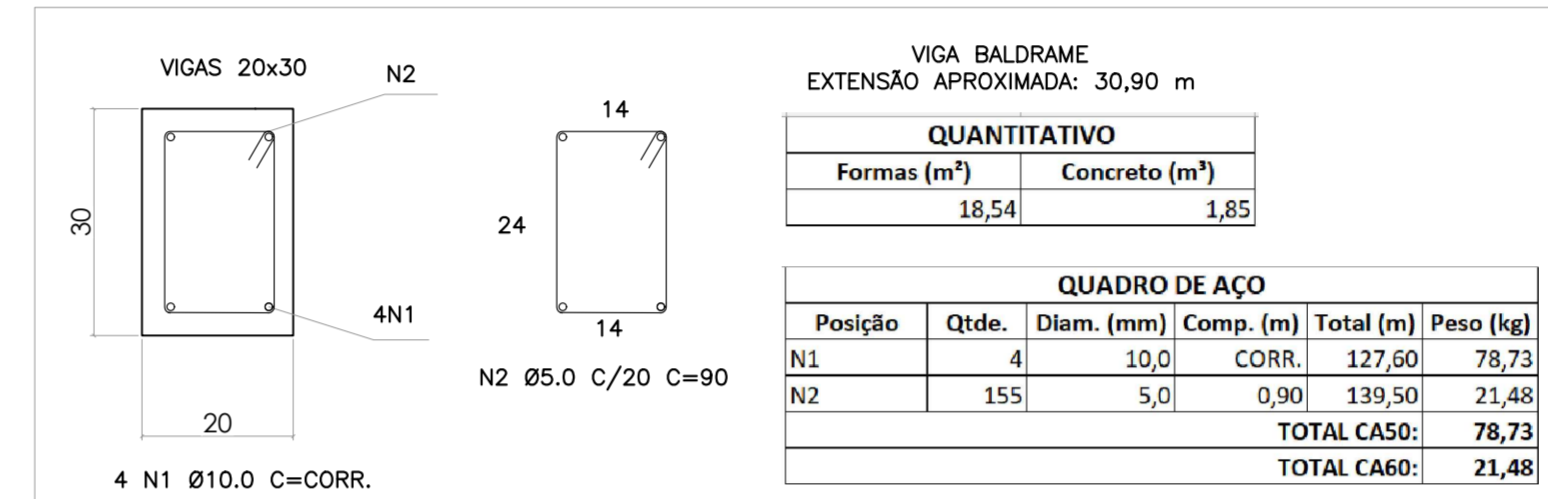 VIGAS 20x30
N2
30
4N1
20
4 N1 Ø10.0 C=CORR.
14
24
14
N2 Ø5.0 C/20 C=90
VIGA BALDRAME
EXTENSÃO APROXIMADA: 30,90 m
QUANTITATIVO
Formas (m²) Concreto (m³)
18,54 1,85
QUADRO DE AÇO
Posição Qtde. Diam. (mm) Comp. (m) Total (m) Peso (kg)
N1 4 10,0 CORR. 127,60 78,73
N2 155 5,0 0,90 139,50 21,48
TOTAL CA50: 78,73
TOTAL CA60: 21,48